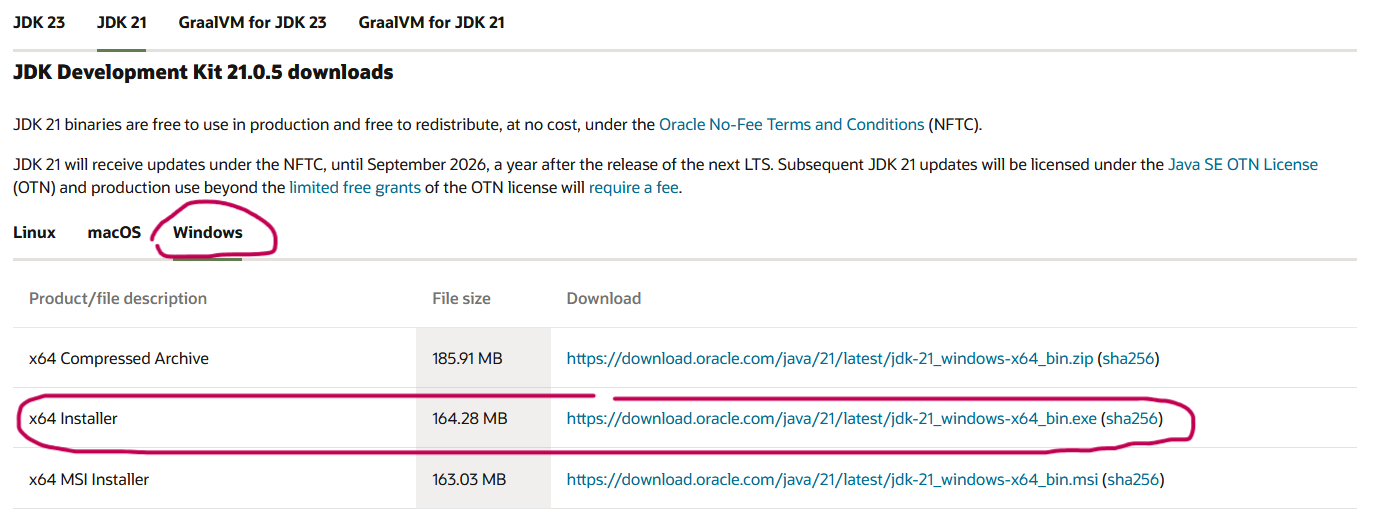 JDK 23 JDK 21 GraalVM for JDK 23 GraalVM for JDK 21
JDK Development Kit 21.0.5 downloads
JDK 21 binaries are free to use in production and free to redistribute, at no cost, under the Oracle No-Fee Terms and Conditions (NFTC).
JDK 21 will receive updates under the NFTC, until September 2026, a year after the release of the next LTS. Subsequent JDK 21 updates will be licensed under the Java SE OTN License
(OTN) and production use beyond the limited free grants of the OTN license will require a fee.
Linux macOS Windows
Product/file description File size Download
x64 Compressed Archive 185.91 MB https://download.oracle.com/java/21/latest/jdk-21_windows-x64_bin.zip (sha256)
x64 Installer 164.28 MB https://download.oracle.com/java/21/latest/jdk-21_windows-x64_bin.exe (sha256)
x64 MSI Installer 163.03 MB https://download.oracle.com/java/21/latest/jdk-21_windows-x64_bin.msi (sha256)